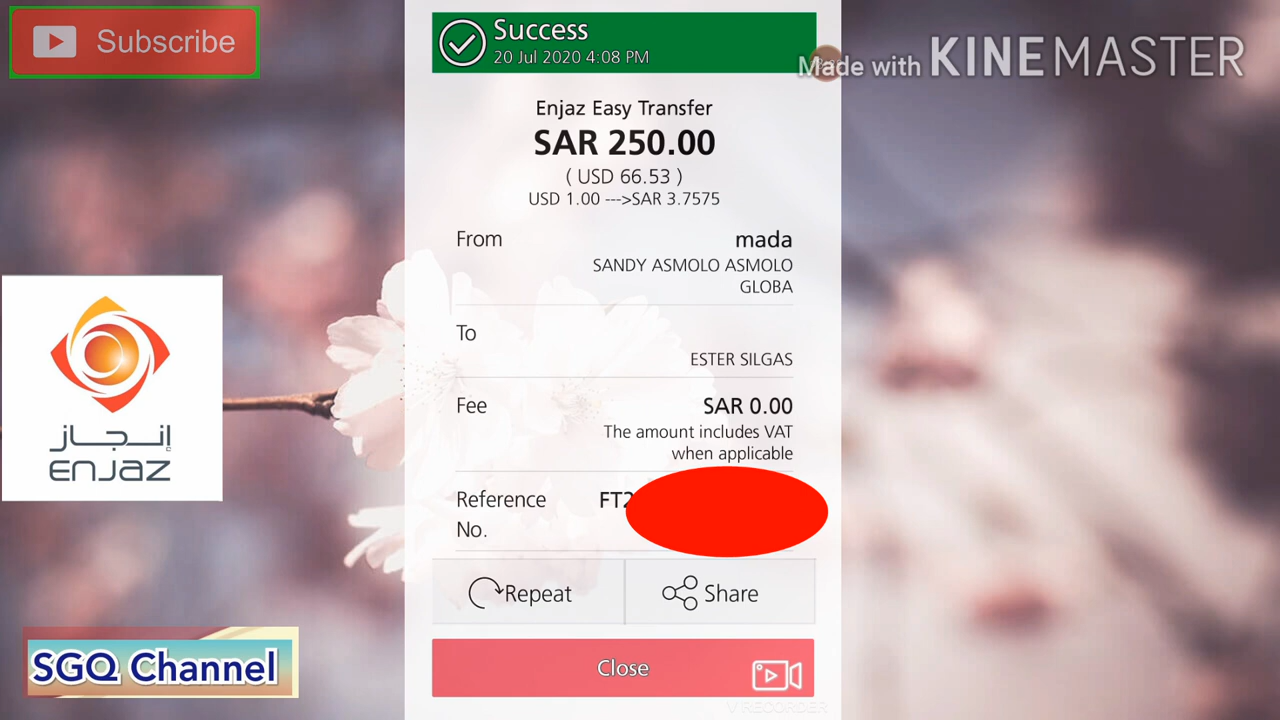 Subscribe
Success
20 Jul 2020 4:08 PM
Made with KINEMASTER
Enjaz Easy Transfer
SAR 250.00
( USD 66.53 )
USD 1.00 --->SAR 3.7575
From
mada
SANDY ASMOLO ASMOLO
GLOBA
To
ESTER SILGAS
Fee
SAR 0.00
The amount includes VAT
when applicable
إنجاز
enjaz
Reference
No.
FT2
Repeat
Share
SGQ Channel
Close
VRECORDER